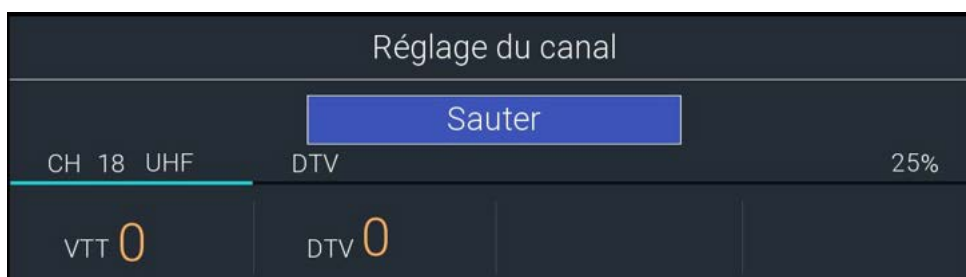 Réglage du canal
Sauter
CH 18 UHF DTV 25%
VTT 0 DTV 0